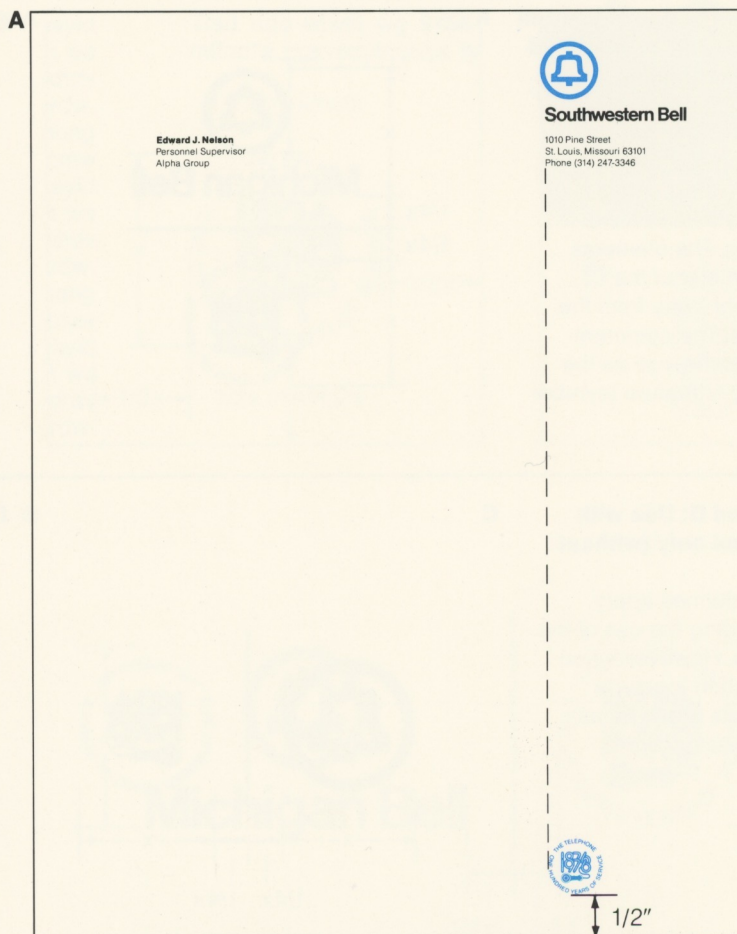 A
Southwestern Bell
Edward J. Nelson
Personnel Supervisor
Alpha Group
1010 Pine Street
St. Louis, Missouri 63101
Phone (314) 247-3346
THE TELEPHONE
1876
1976
ONE HUNDRED YEARS OF SERVICE
1/2"